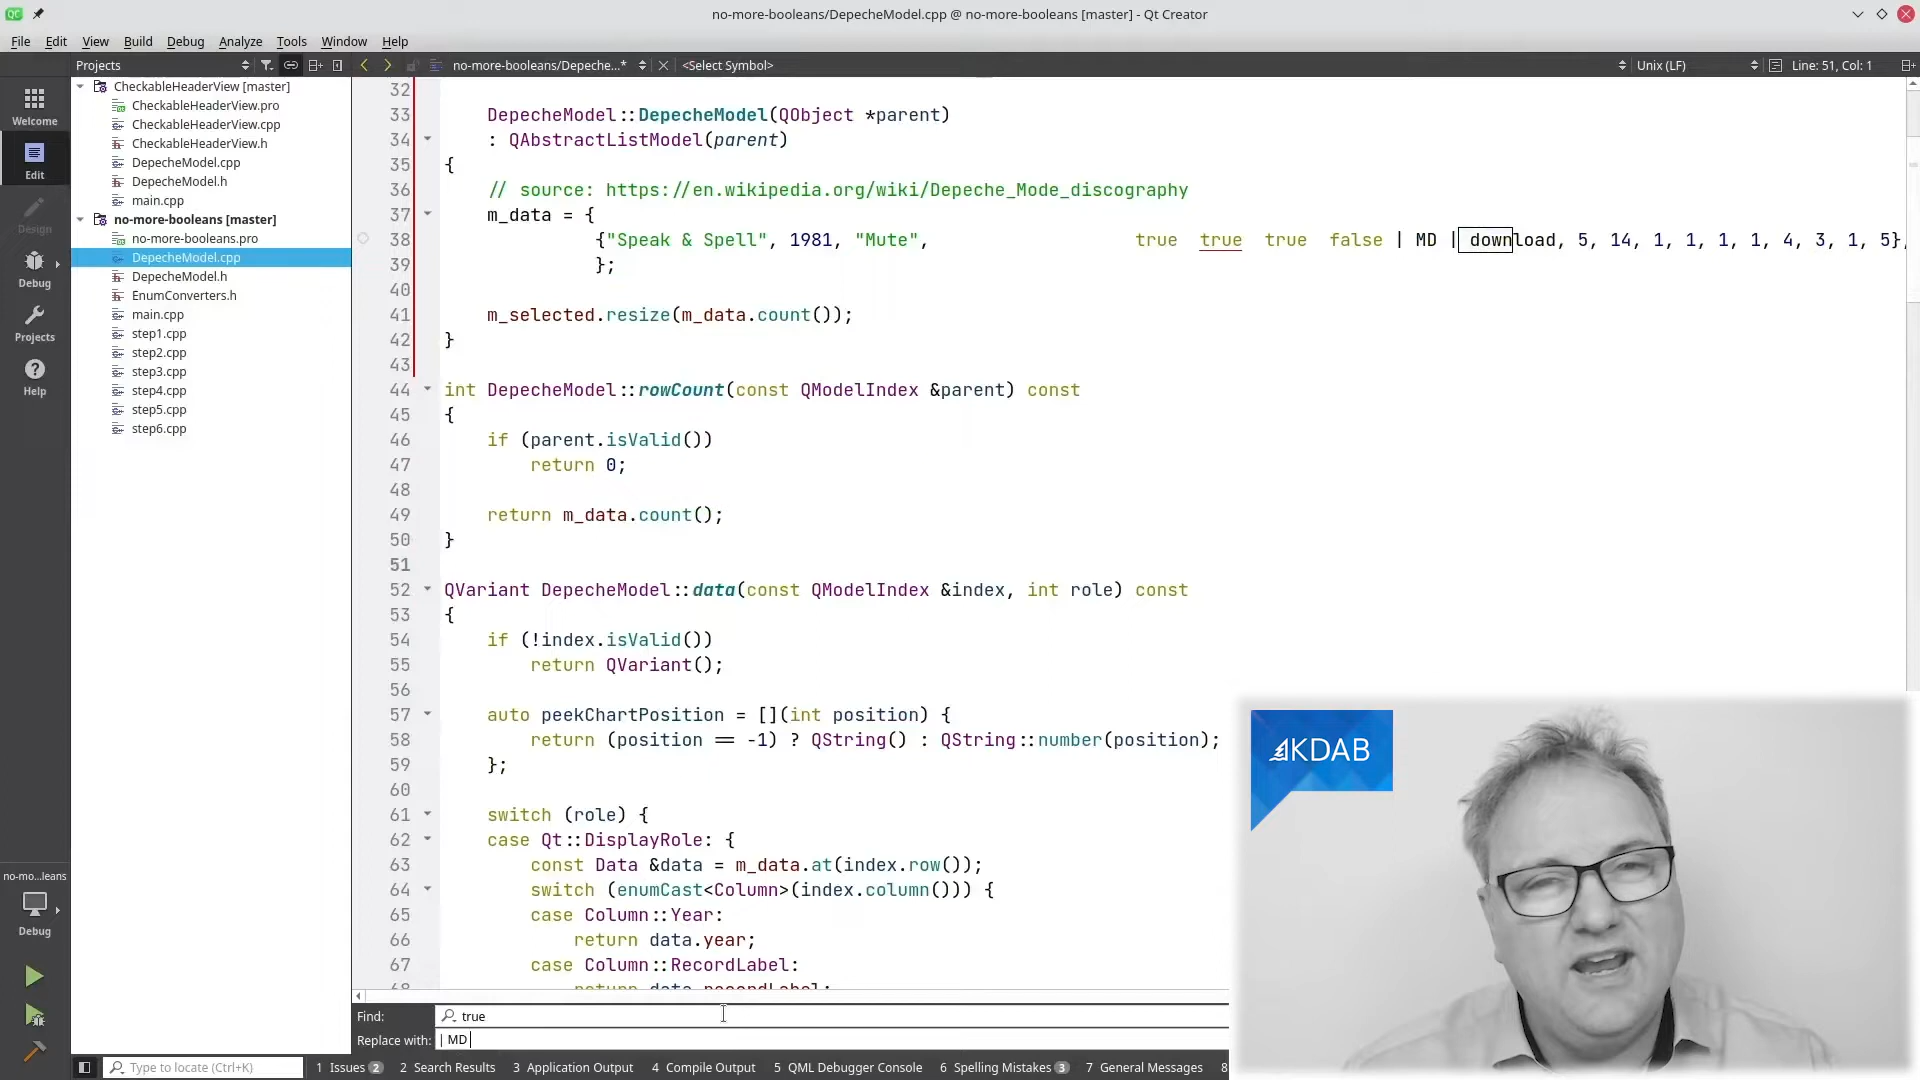 no-more-booleans/DepecheModel.cpp @ no-more-booleans [master] - Qt Creator
File Edit View Build Debug Analyze Tools Window Help
Projects no-more-booleans/Depeche...* <Select Symbol> Unix (LF) Line: 51, Col: 1
Welcome
Edit
Design
Debug
Projects
Help
no-mo...leans
Debug
CheckableHeaderView [master]
CheckableHeaderView.pro
CheckableHeaderView.cpp
CheckableHeaderView.h
DepecheModel.cpp
DepecheModel.h
main.cpp
no-more-booleans [master]
no-more-booleans.pro
DepecheModel.cpp
DepecheModel.h
EnumConverters.h
main.cpp
step1.cpp
step2.cpp
step3.cpp
step4.cpp
step5.cpp
step6.cpp
32
33 DepecheModel::DepecheModel(QObject *parent)
34 : QAbstractListModel(parent)
35 {
36 // source: https://en.wikipedia.org/wiki/Depeche_Mode_discography
37 m_data = {
38 {"Speak & Spell", 1981, "Mute", true true true false | MD | download, 5, 14, 1, 1, 1, 1, 4, 3, 1, 5},
39 };
40
41 m_selected.resize(m_data.count());
42 }
43
44 int DepecheModel::rowCount(const QModelIndex &parent) const
45 {
46 if (parent.isValid())
47 return 0;
48
49 return m_data.count();
50 }
51
52 QVariant DepecheModel::data(const QModelIndex &index, int role) const
53 {
54 if (!index.isValid())
55 return QVariant();
56
57 auto peekChartPosition = [](int position) {
58 return (position == -1) ? QString() : QString::number(position);
59 };
60
61 switch (role) {
62 case Qt::DisplayRole: {
63 const Data &data = m_data.at(index.row());
64 switch (enumCast<Column>(index.column())) {
65 case Column::Year:
66 return data.year;
67 case Column::RecordLabel:
68 return data.recordLabel;
KDAB
Find: true
Replace with: | MD
Type to locate (Ctrl+K) 1 Issues 2 2 Search Results 3 Application Output 4 Compile Output 5 QML Debugger Console 6 Spelling Mistakes 3 7 General Messages 8